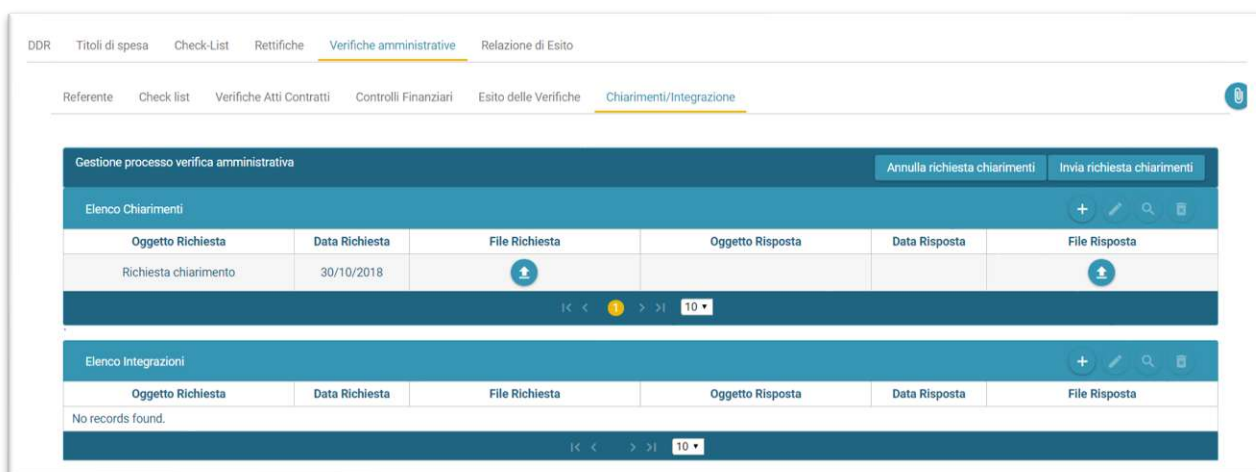 DDR Titoli di spesa Check-List Rettifiche Verifiche amministrative Relazione di Esito
Referente Check list Verifiche Atti Contratti Controlli Finanziari Esito delle Verifiche Chiarimenti/Integrazione
Gestione processo verifica amministrativa Annulla richiesta chiarimenti Invia richiesta chiarimenti
Elenco Chiarimenti
Oggetto Richiesta Data Richiesta File Richiesta Oggetto Risposta Data Risposta File Risposta
Richiesta chiarimento 30/10/2018
1 10
Elenco Integrazioni
Oggetto Richiesta Data Richiesta File Richiesta Oggetto Risposta Data Risposta File Risposta
No records found.
10